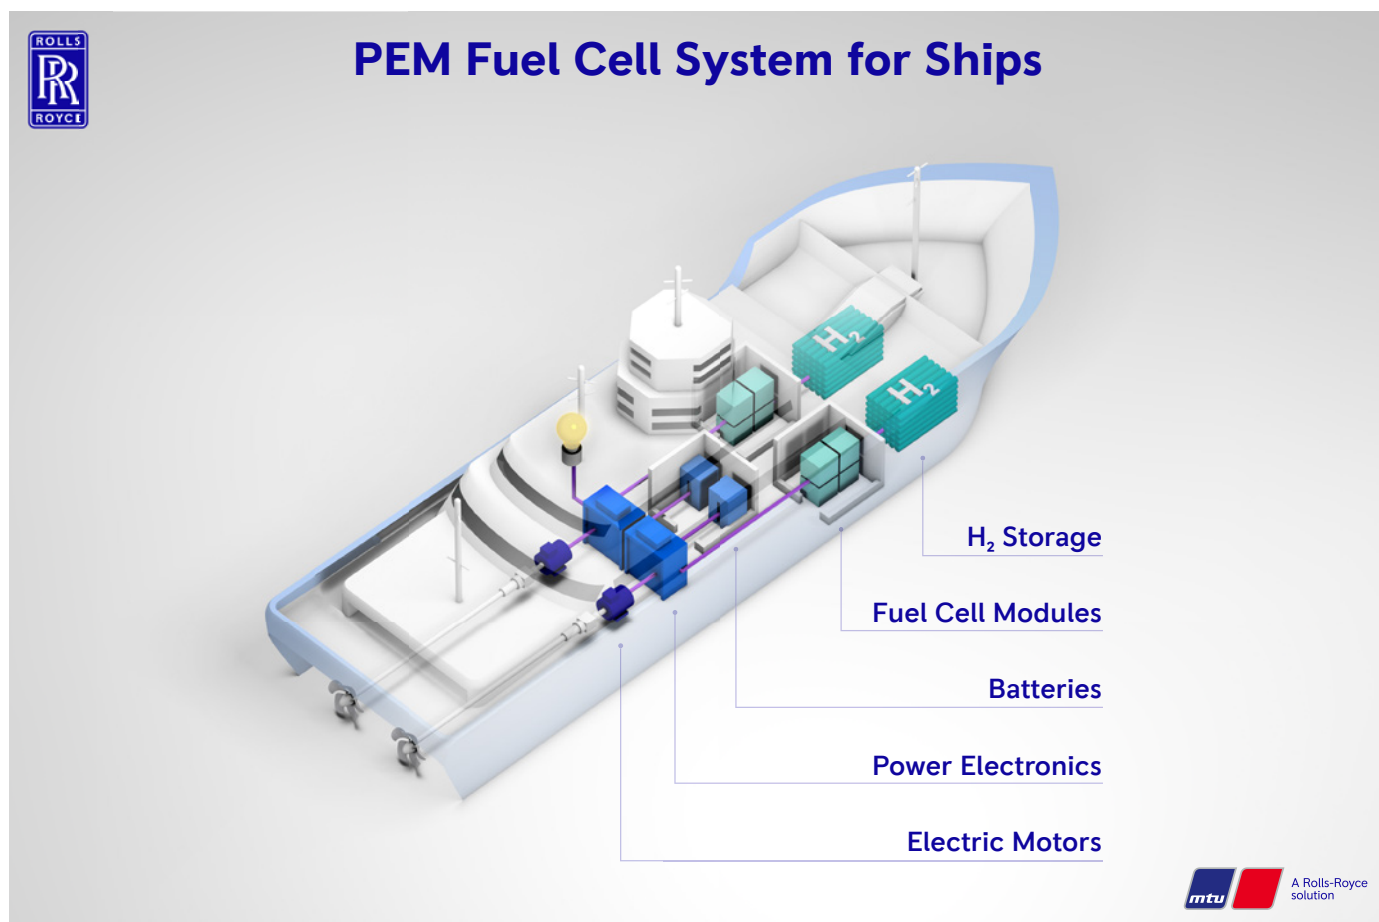 ROLLS
RR
ROYCE
PEM Fuel Cell System for Ships
H₂
H₂
H₂ Storage
Fuel Cell Modules
Batteries
Power Electronics
Electric Motors
mtu
A Rolls-Royce
solution